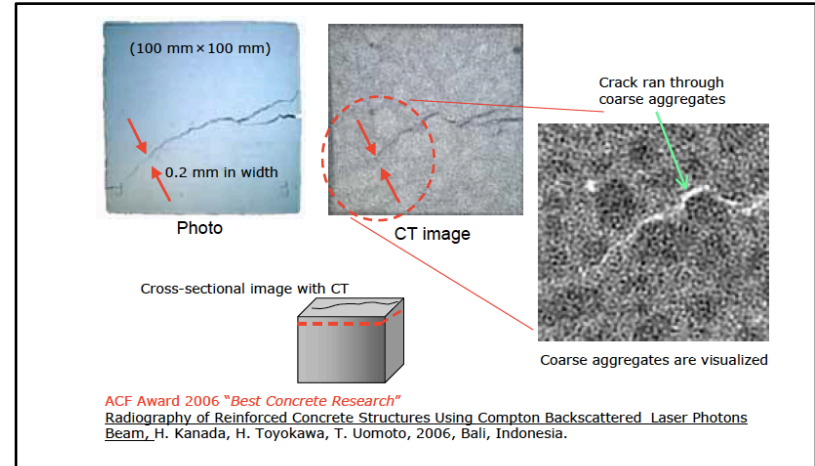 (100 mm×100 mm)
0.2 mm in width
Photo
CT image
Crack ran through
coarse aggregates
Coarse aggregates are visualized
Cross-sectional image with CT
ACF Award 2006 “Best Concrete Research”
Radiography of Reinforced Concrete Structures Using Compton Backscattered Laser Photons
Beam, H. Kanada, H. Toyokawa, T. Uomoto, 2006, Bali, Indonesia.